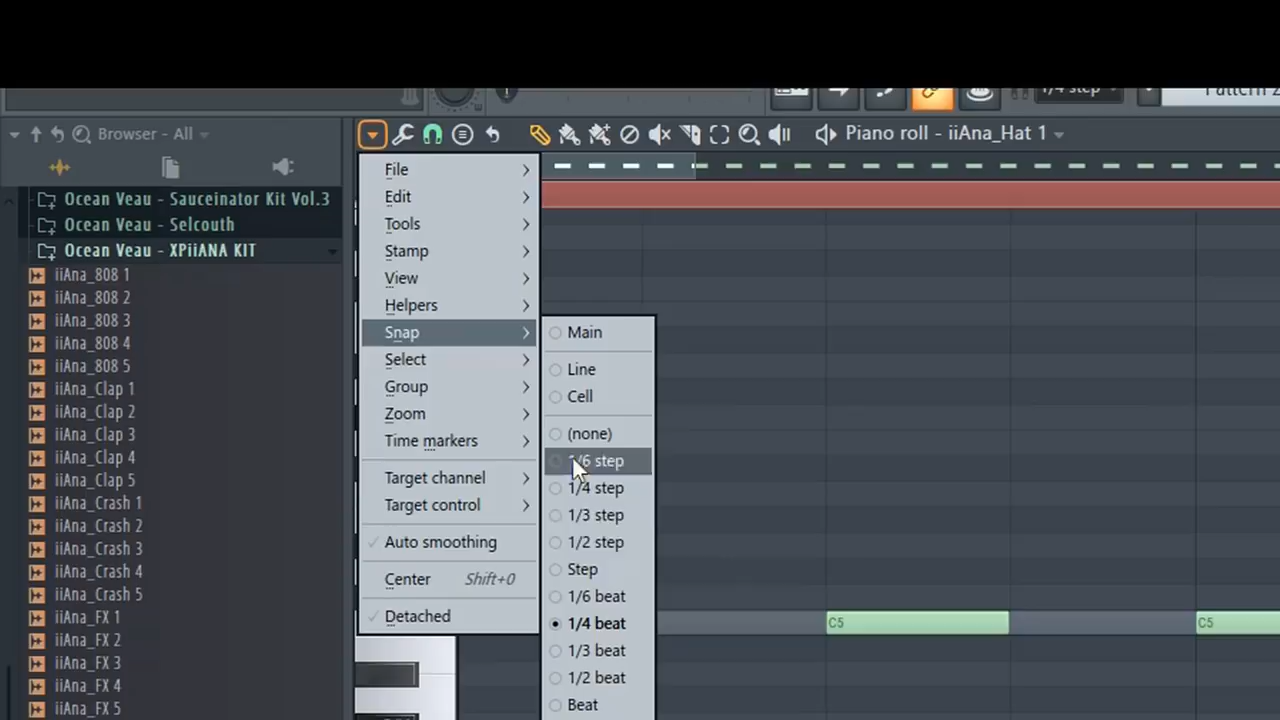 1/4 step
Pattern 2
Browser - All
Piano roll - iiAna_Hat 1
Ocean Veau - Sauceinator Kit Vol.3
Ocean Veau - Selcouth
Ocean Veau - XPiiANA KIT
iiAna_808 1
iiAna_808 2
iiAna_808 3
iiAna_808 4
iiAna_808 5
iiAna_Clap 1
iiAna_Clap 2
iiAna_Clap 3
iiAna_Clap 4
iiAna_Clap 5
iiAna_Crash 1
iiAna_Crash 2
iiAna_Crash 3
iiAna_Crash 4
iiAna_Crash 5
iiAna_FX 1
iiAna_FX 2
iiAna_FX 3
iiAna_FX 4
iiAna_FX 5
File
Edit
Tools
Stamp
View
Helpers
Snap
Select
Group
Zoom
Time markers
Target channel
Target control
Auto smoothing
Center Shift+0
Detached
Main
Line
Cell
(none)
1/6 step
1/4 step
1/3 step
1/2 step
Step
1/6 beat
1/4 beat
1/3 beat
1/2 beat
Beat
C5
C5